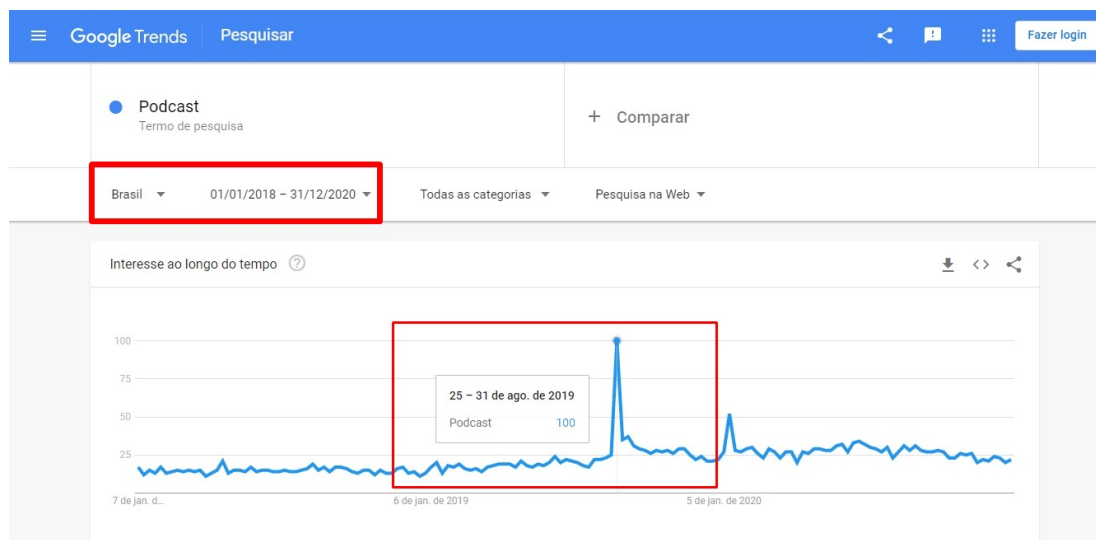 Google Trends Pesquisar
Fazer login
Podcast
Termo de pesquisa
+ Comparar
Brasil 01/01/2018 – 31/12/2020 Todas as categorias Pesquisa na Web
Interesse ao longo do tempo ?
100
75
50
25
25 – 31 de ago. de 2019
Podcast 100
7 de jan. d...
6 de jan. de 2019
5 de jan. de 2020